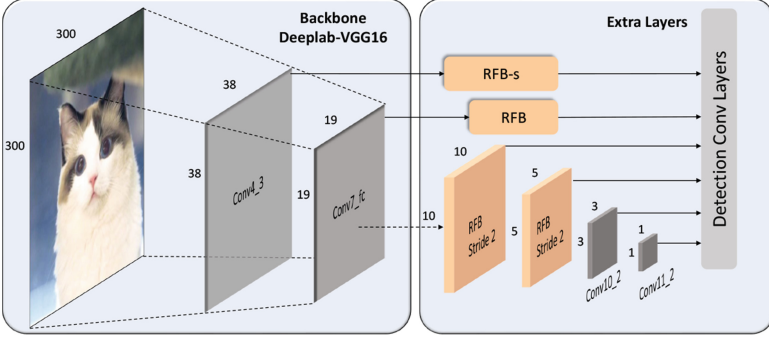 Backbone
Deeplab-VGG16
300
300
38
38
Conv4_3
19
19
Conv7_fc
Extra Layers
RFB-s
RFB
10
10
RFB
Stride 2
5
5
RFB
Stride 2
3
3
Conv10_2
1
1
Conv11_2
Detection Conv Layers